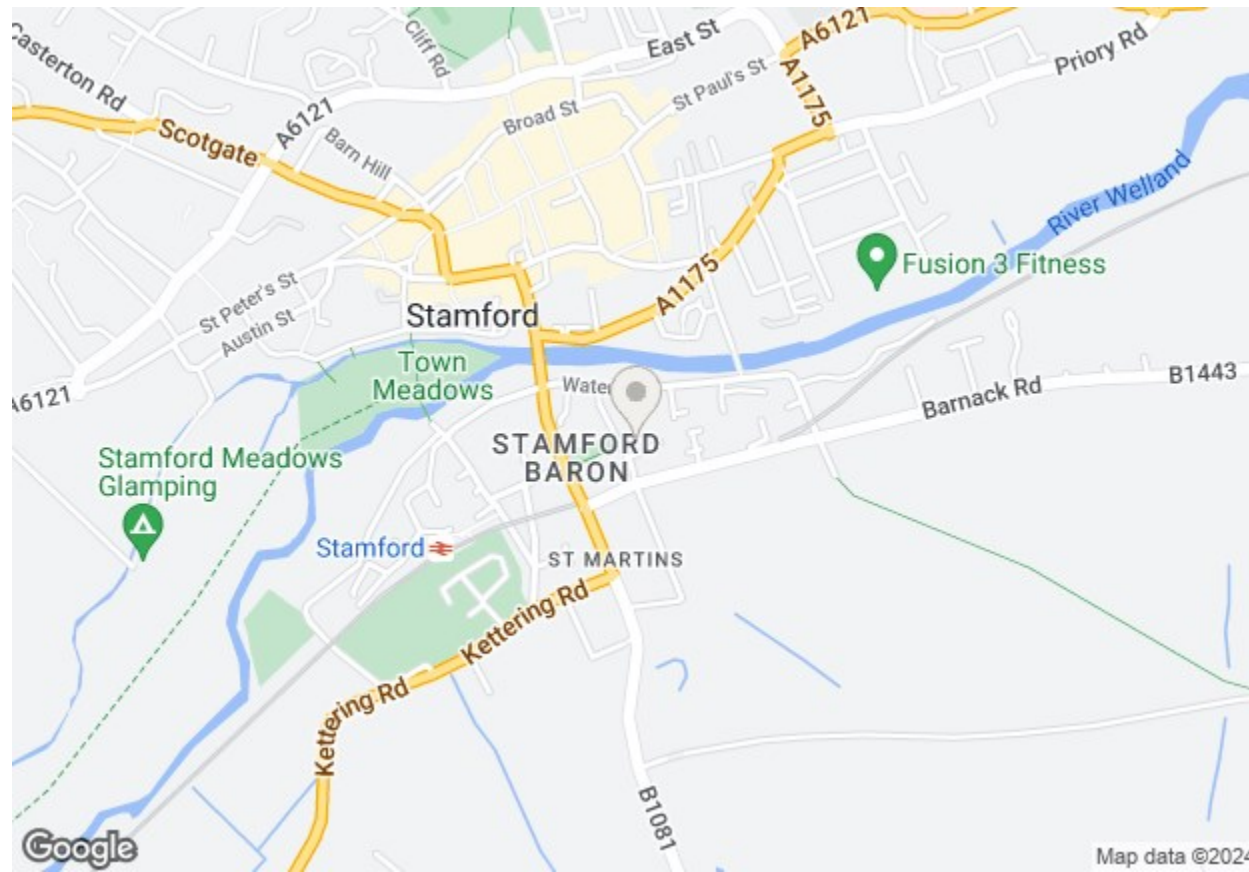 Casterton Rd
Cliff Rd
East St
A6121
Priory Rd
A6121
St Paul's St
A1175
Broad St
Scotgate
Barn Hill
River Welland
Fusion 3 Fitness
A1175
St Peter's St
Austin St
Stamford
Town
Meadows
A6121
Water
Barnack Rd
B1443
STAMFORD
BARON
Stamford Meadows
Glamping
Stamford
ST MARTINS
Kettering Rd
Kettering Rd
B1081
Google
Map data ©2024